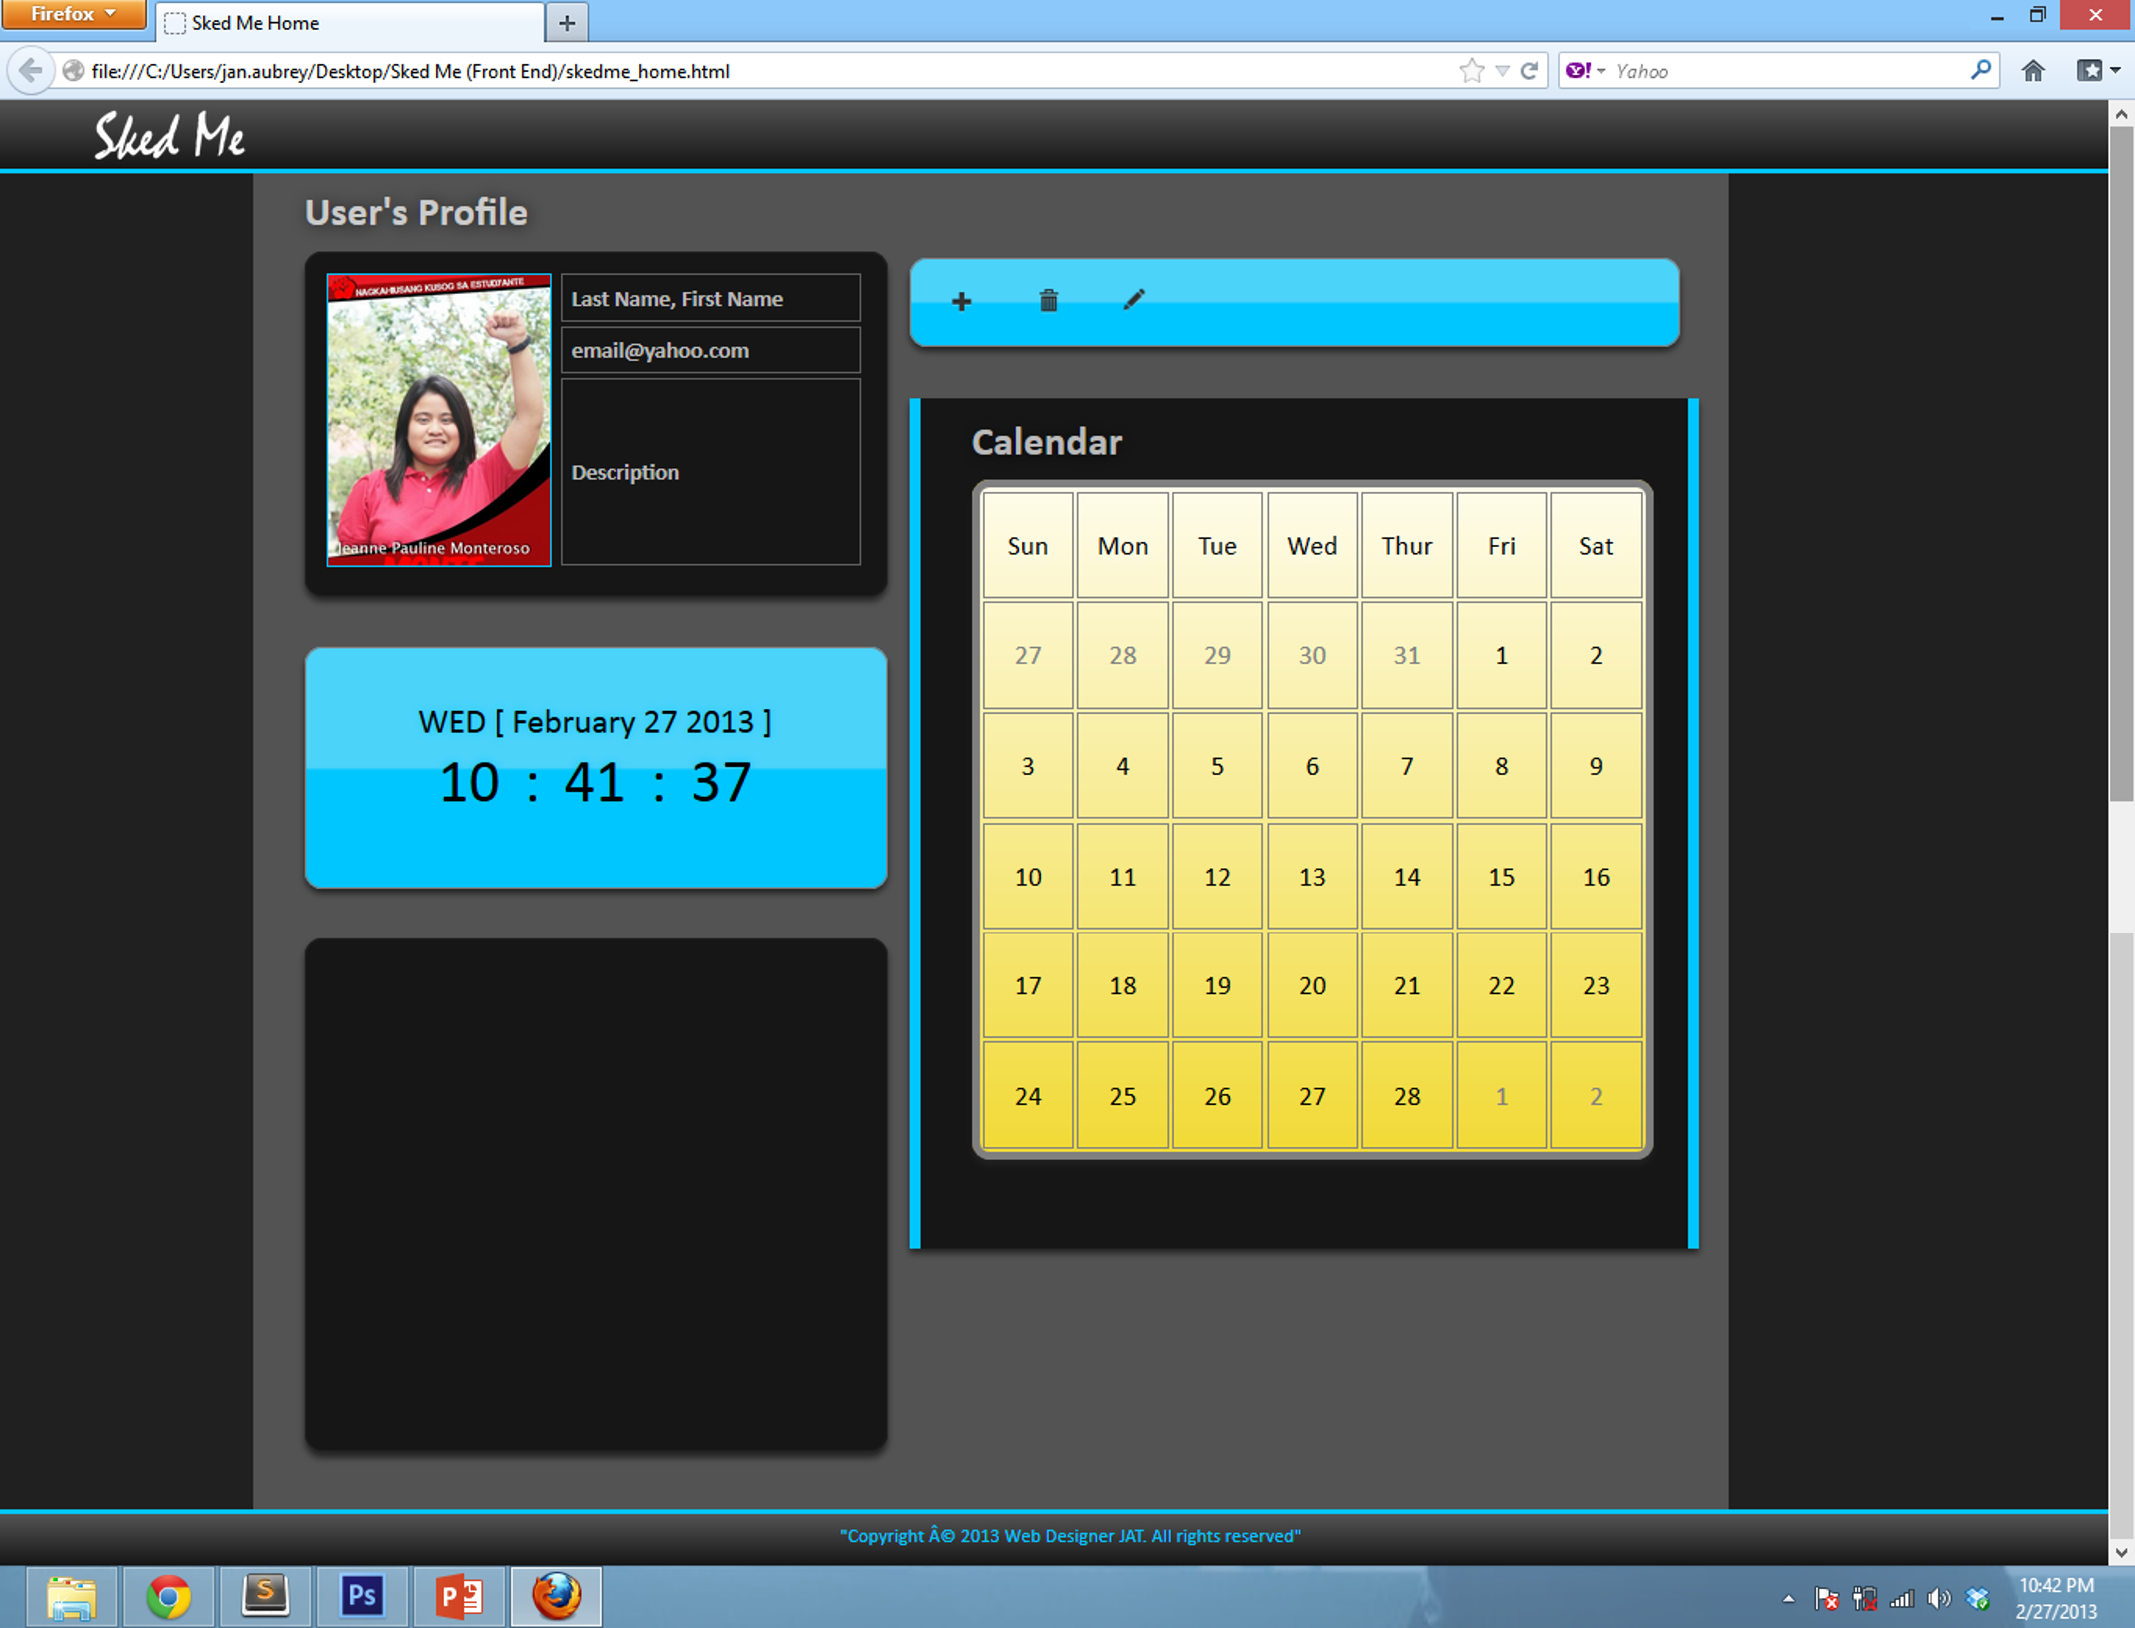 Firefox
Sked Me Home
file:///C:/Users/jan.aubrey/Desktop/Sked Me (Front End)/skedme_home.html
Y! Yahoo
Sked Me
User's Profile
NAGKAHIUSANG KUSOG SA ESTUDYANTE
Jeanne Pauline Monteroso
Last Name, First Name
email@yahoo.com
Description
WED [ February 27 2013 ]
10 : 41 : 37
Calendar
Sun Mon Tue Wed Thur Fri Sat
27 28 29 30 31 1 2
3 4 5 6 7 8 9
10 11 12 13 14 15 16
17 18 19 20 21 22 23
24 25 26 27 28 1 2
"Copyright Â© 2013 Web Designer JAT. All rights reserved"
S
Ps
P
10:42 PM
2/27/2013